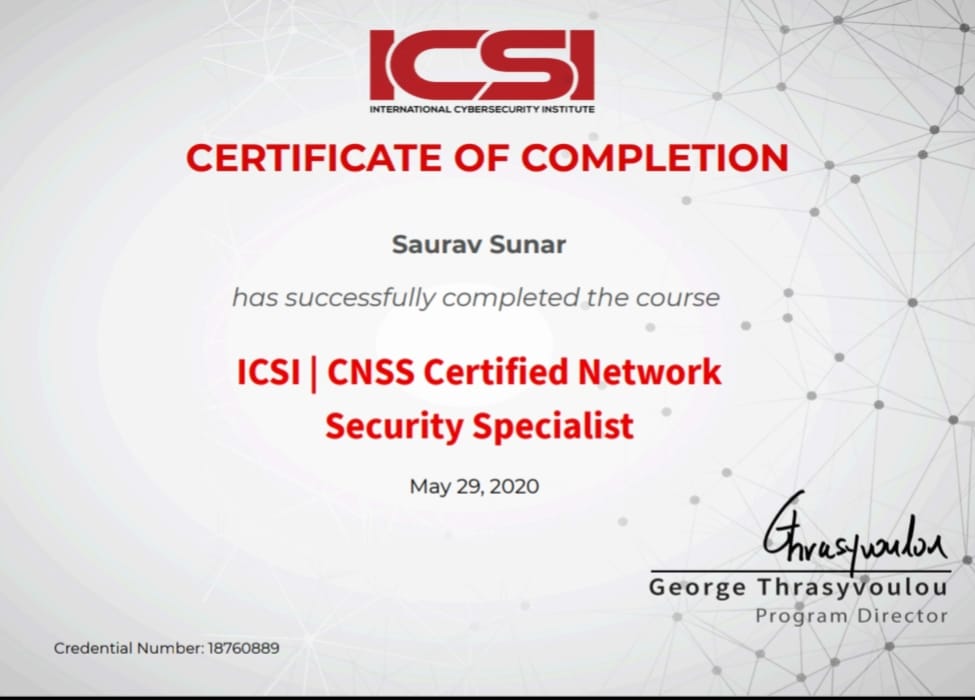 ICSI
INTERNATIONAL CYBERSECURITY INSTITUTE
CERTIFICATE OF COMPLETION
Saurav Sunar
has successfully completed the course
ICSI | CNSS Certified Network
Security Specialist
May 29, 2020
Thrasyvoulou
George Thrasyvoulou
Program Director
Credential Number: 18760889